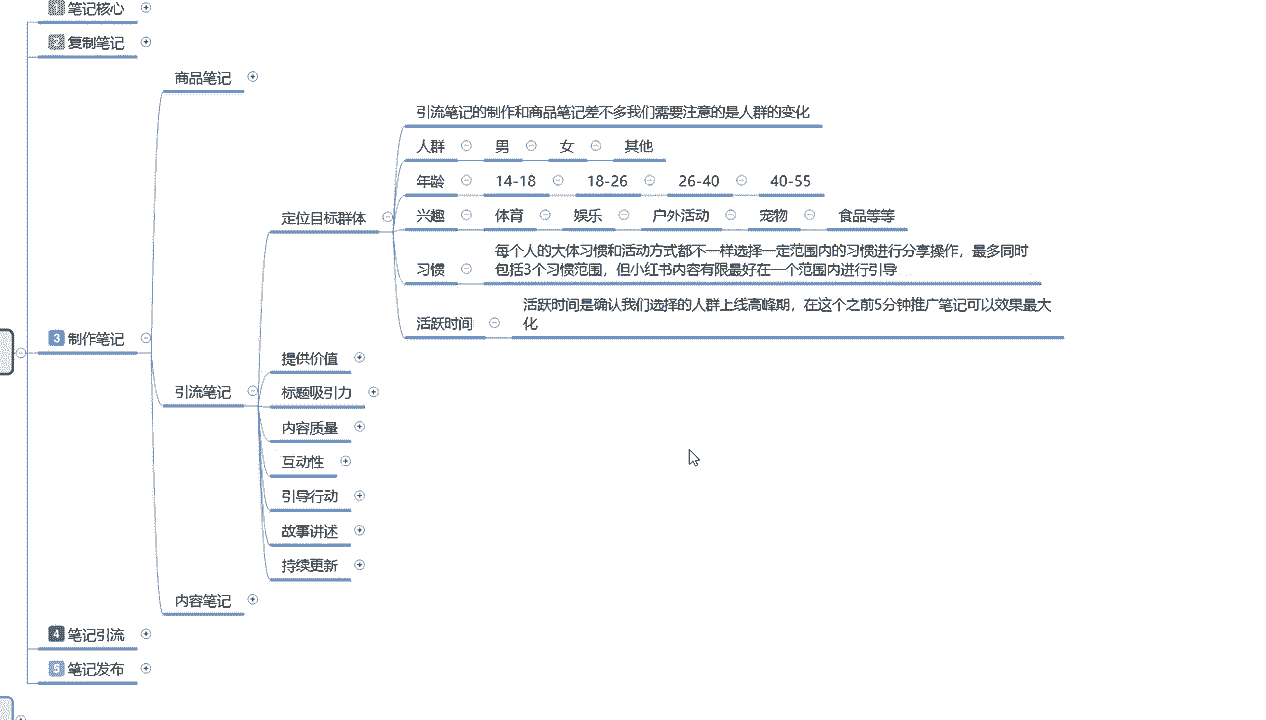 1 笔记核心
2 复制笔记
商品笔记
引流笔记的制作和商品笔记差不多我们需要注意的是人群的变化
人群 男 女 其他
年龄 14-18 18-26 26-40 40-55
兴趣 体育 娱乐 户外活动 宠物 食品等等
定位目标群体
每个人的大体习惯和活动方式都不一样选择一定范围内的习惯进行分享操作，最多同时
包括3个习惯范围，但小红书内容有限最好在一个范围内进行引导
习惯
活跃时间是确认我们选择的人群上线高峰期，在这个之前5分钟推广笔记可以效果最大
化
活跃时间
3 制作笔记
提供价值
引流笔记
标题吸引力
内容质量
互动性
引导行动
故事讲述
持续更新
内容笔记
4 笔记引流
5 笔记发布